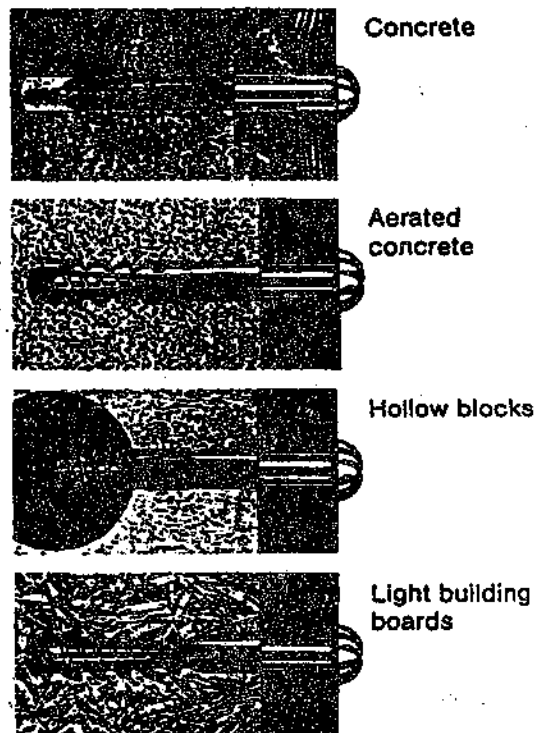 Concrete
Aerated
concrete
Hollow blocks
Light building
boards